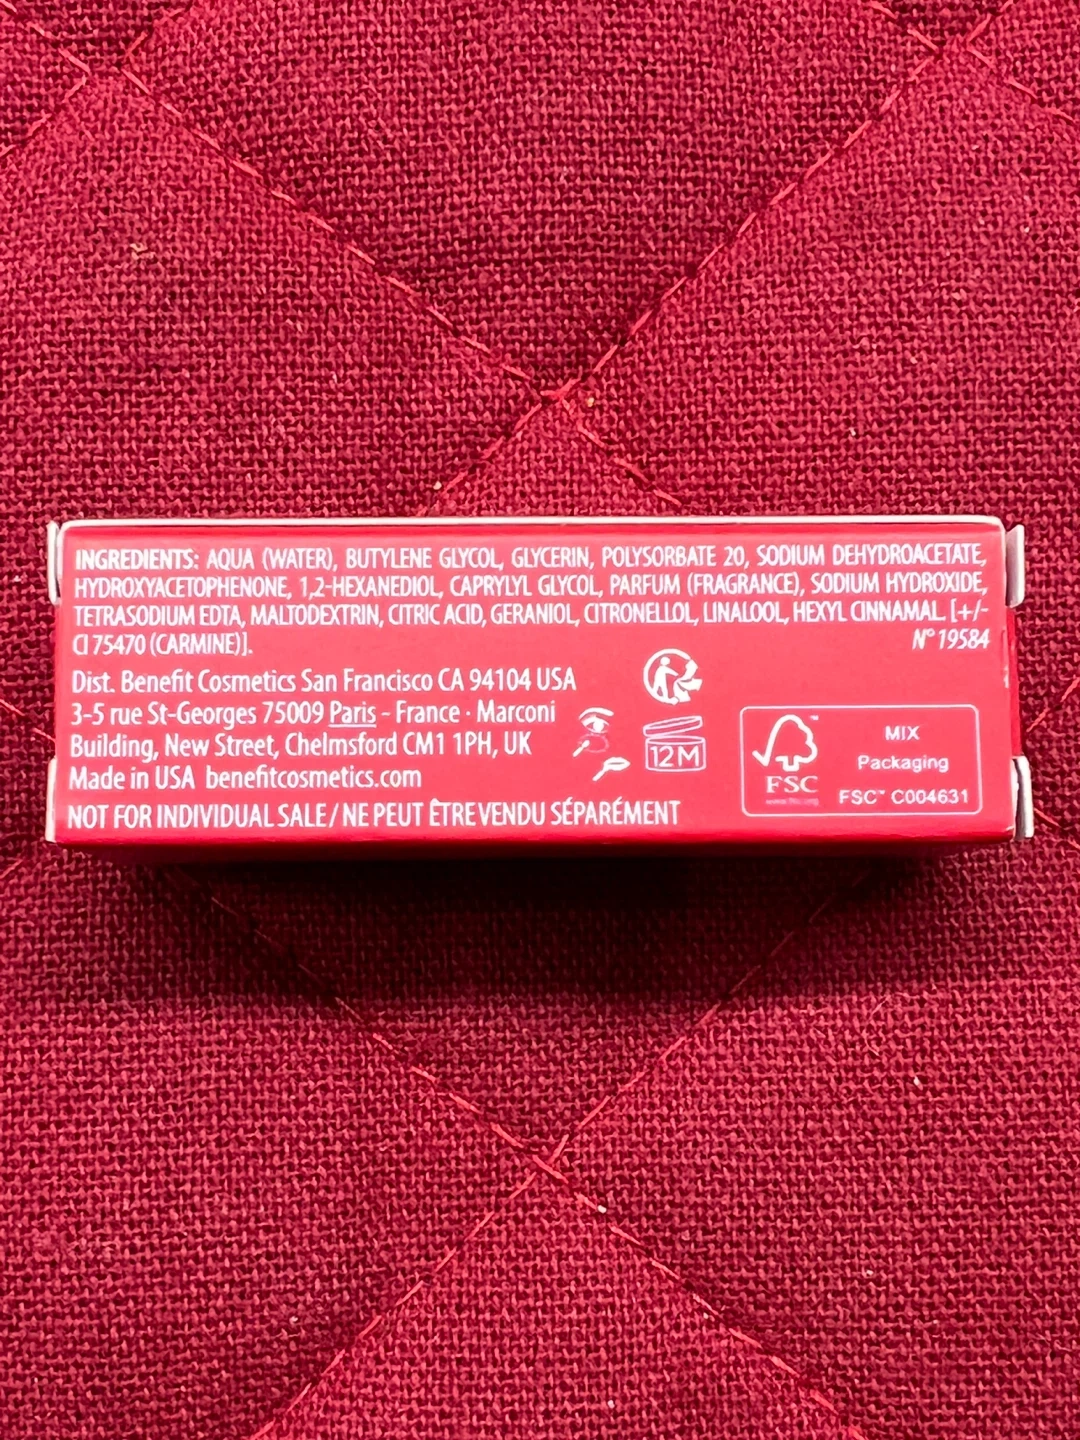 INGREDIENTS: AQUA (WATER), BUTYLENE GLYCOL, GLYCERIN, POLYSORBATE 20, SODIUM DEHYDROACETATE,
HYDROXYACETOPHENONE, 1,2-HEXANEDIOL, CAPRYLYL GLYCOL, PARFUM (FRAGRANCE), SODIUM HYDROXIDE,
TETRASODIUM EDTA, MALTODEXTRIN, CITRIC ACID, GERANIOL, CITRONELLOL, LINALOOL, HEXYL CINNAMAL. [+/-
CI 75470 (CARMINE)].
N° 19584
Dist. Benefit Cosmetics San Francisco CA 94104 USA
3-5 rue St-Georges 75009 Paris - France · Marconi
Building, New Street, Chelmsford CM1 1PH, UK
Made in USA benefitcosmetics.com
NOT FOR INDIVIDUAL SALE / NE PEUT ÊTRE VENDU SÉPARÉMENT
12M
FSC
MIX
Packaging
FSC™ C004631